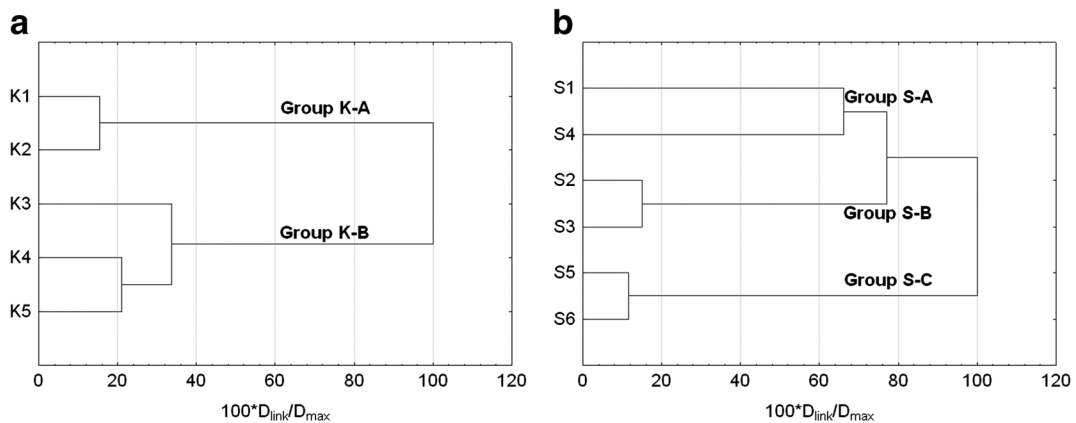 a
K1
K2
K3
K4
K5
Group K-A
Group K-B
0 20 40 60 80 100 120
100*Dlink/Dmax
b
S1
S4
S2
S3
S5
S6
Group S-A
Group S-B
Group S-C
0 20 40 60 80 100 120
100*Dlink/Dmax